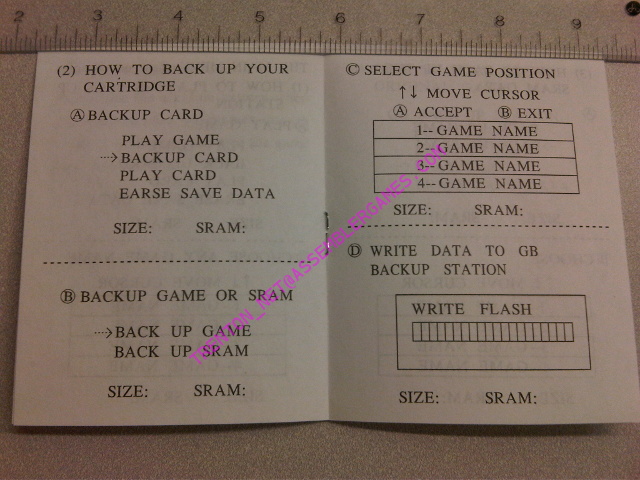 2 3 4 5 6 7 8 9
(2) HOW TO BACK UP YOUR
CARTRIDGE
Ⓐ BACKUP CARD
PLAY GAME
····> BACKUP CARD
PLAY CARD
EARSE SAVE DATA
SIZE: SRAM:
Ⓑ BACKUP GAME OR SRAM
····> BACK UP GAME
BACK UP SRAM
SIZE: SRAM:
Ⓒ SELECT GAME POSITION
↑↓ MOVE CURSOR
Ⓐ ACCEPT Ⓑ EXIT
1--GAME NAME
2--GAME NAME
3--GAME NAME
4--GAME NAME
SIZE: SRAM:
Ⓓ WRITE DATA TO GB
BACKUP STATION
WRITE FLASH
SIZE: SRAM: